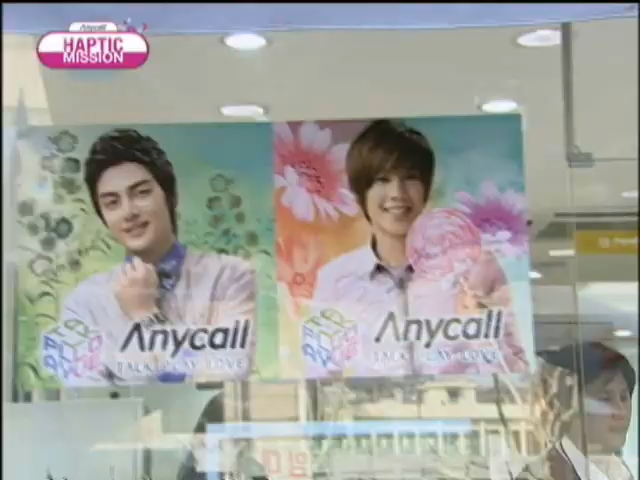 Anycall
HAPTIC
MISSION
Anycall
TALK PLAY LOVE
Anycall
TALK PLAY LOVE